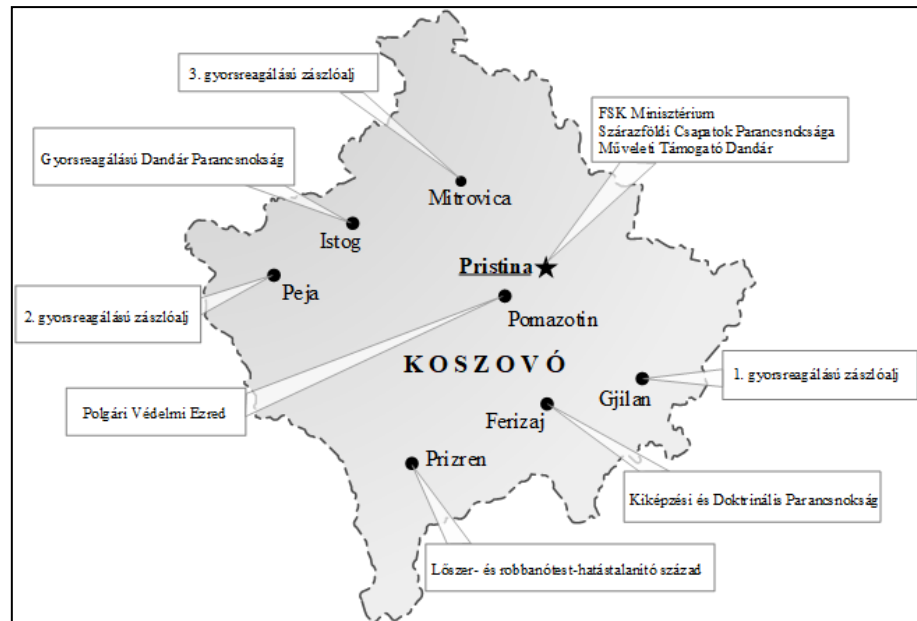 3. gyorsreagálású zászlóalj
FSK Minisztérium
Szárazföldi Csapatok Parancsnoksága
Műveleti Támogató Dandár
Gyorsreagálású Dandár Parancsnokság
Mitrovica
Istog
Pristina
Peja
2. gyorsreagálású zászlóalj
Pomazotin
KOSZOVÓ
1. gyorsreagálású zászlóalj
Gjilan
Polgári Védelmi Ezred
Ferizaj
Prizren
Kiképzési és Doktrinális Parancsnokság
Lőszer- és robbanótest-hatástalanító század